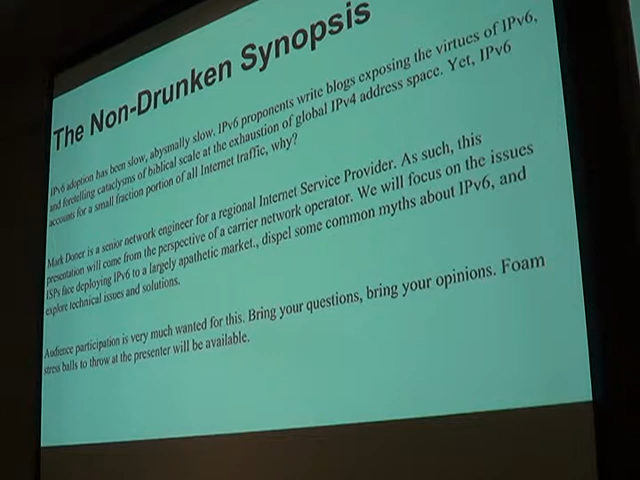 The Non-Drunken Synopsis
IPv6 adoption has been slow, abysmally slow. IPv6 proponents write blogs exposing the virtues of IPv6,
and foretelling cataclysms of biblical scale at the exhaustion of global IPv4 address space. Yet, IPv6
accounts for a small fraction portion of all Internet traffic, why?
Mark Doner is a senior network engineer for a regional Internet Service Provider. As such, this
presentation will come from the perspective of a carrier network operator. We will focus on the issues
ISPs face deploying IPv6 to a largely apathetic market., dispel some common myths about IPv6, and
explore technical issues and solutions.
Audience participation is very much wanted for this. Bring your questions, bring your opinions. Foam
stress balls to throw at the presenter will be available.